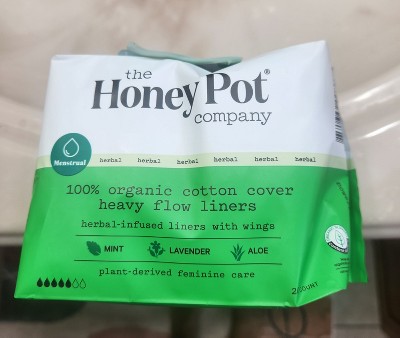 the
Honey Pot®
company
Menstrual
herbal herbal herbal herbal herbal herbal
100% organic cotton cover
heavy flow liners
herbal-infused liners with wings
MINT LAVENDER ALOE
plant-derived feminine care
COUNT